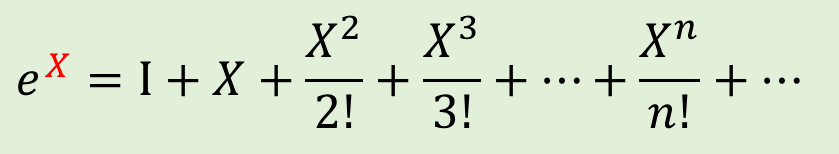 e^X = I + X + X^2/2! + X^3/3! + ⋯ + X^n/n! + ⋯